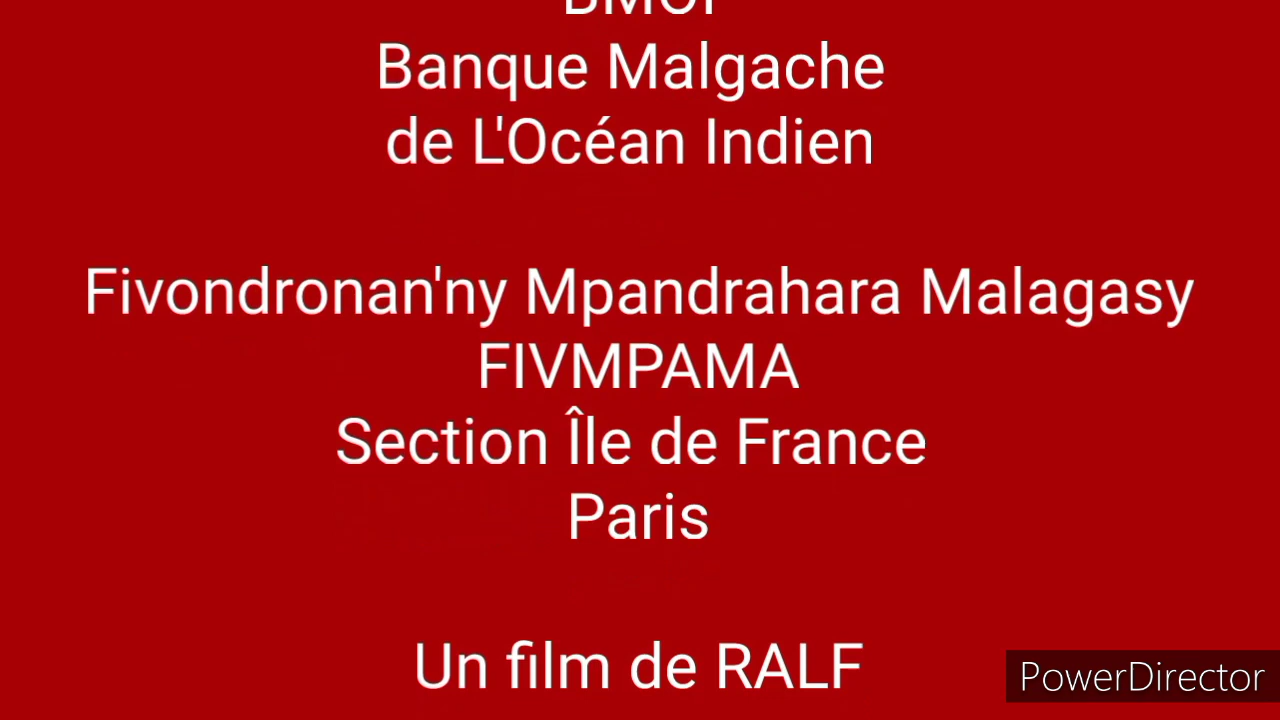 BMOI
Banque Malgache
de L'Océan Indien
Fivondronan'ny Mpandrahara Malagasy
FIVMPAMA
Section Île de France
Paris
Un film de RALF
PowerDirector